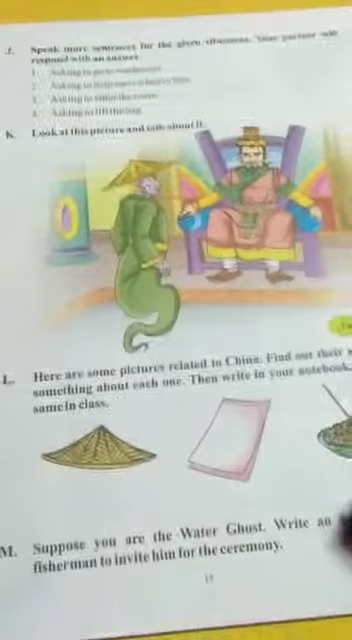 J. Speak more sentences for the given situations. Your partner will
respond with an answer.
1. Asking to
2. Asking to help
3. Asking to enter the room
4. Asking to lift the bag
K. Look at this picture and talk about it.
L. Here are some pictures related to China. Find out their
something about each one. Then write in your notebook.
same in class.
M. Suppose you are the Water Ghost. Write an
fisherman to invite him for the ceremony.